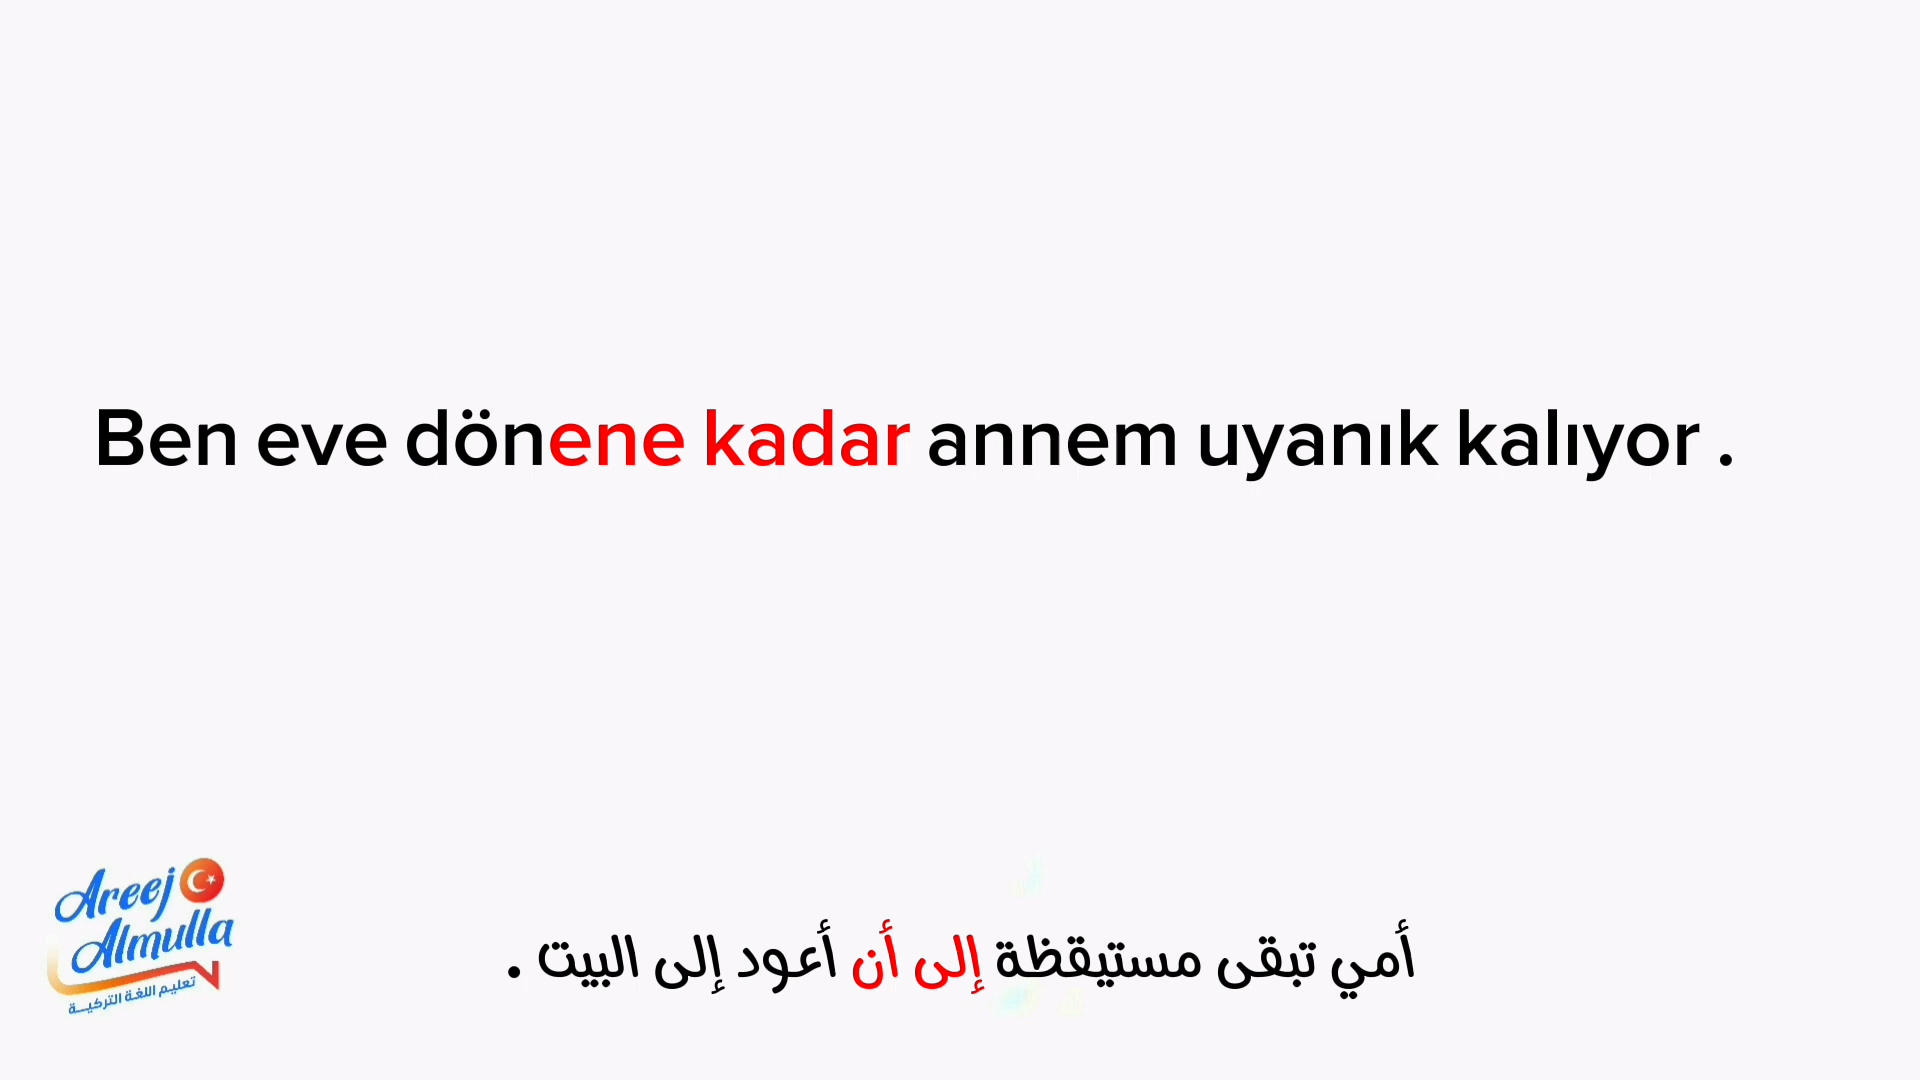 Ben eve dönene kadar annem uyanık kalıyor .
Areej
Almulla
تعليم اللغة التركيـــة
أمي تبقى مستيقظة إلى أن أعود إلى البيت .